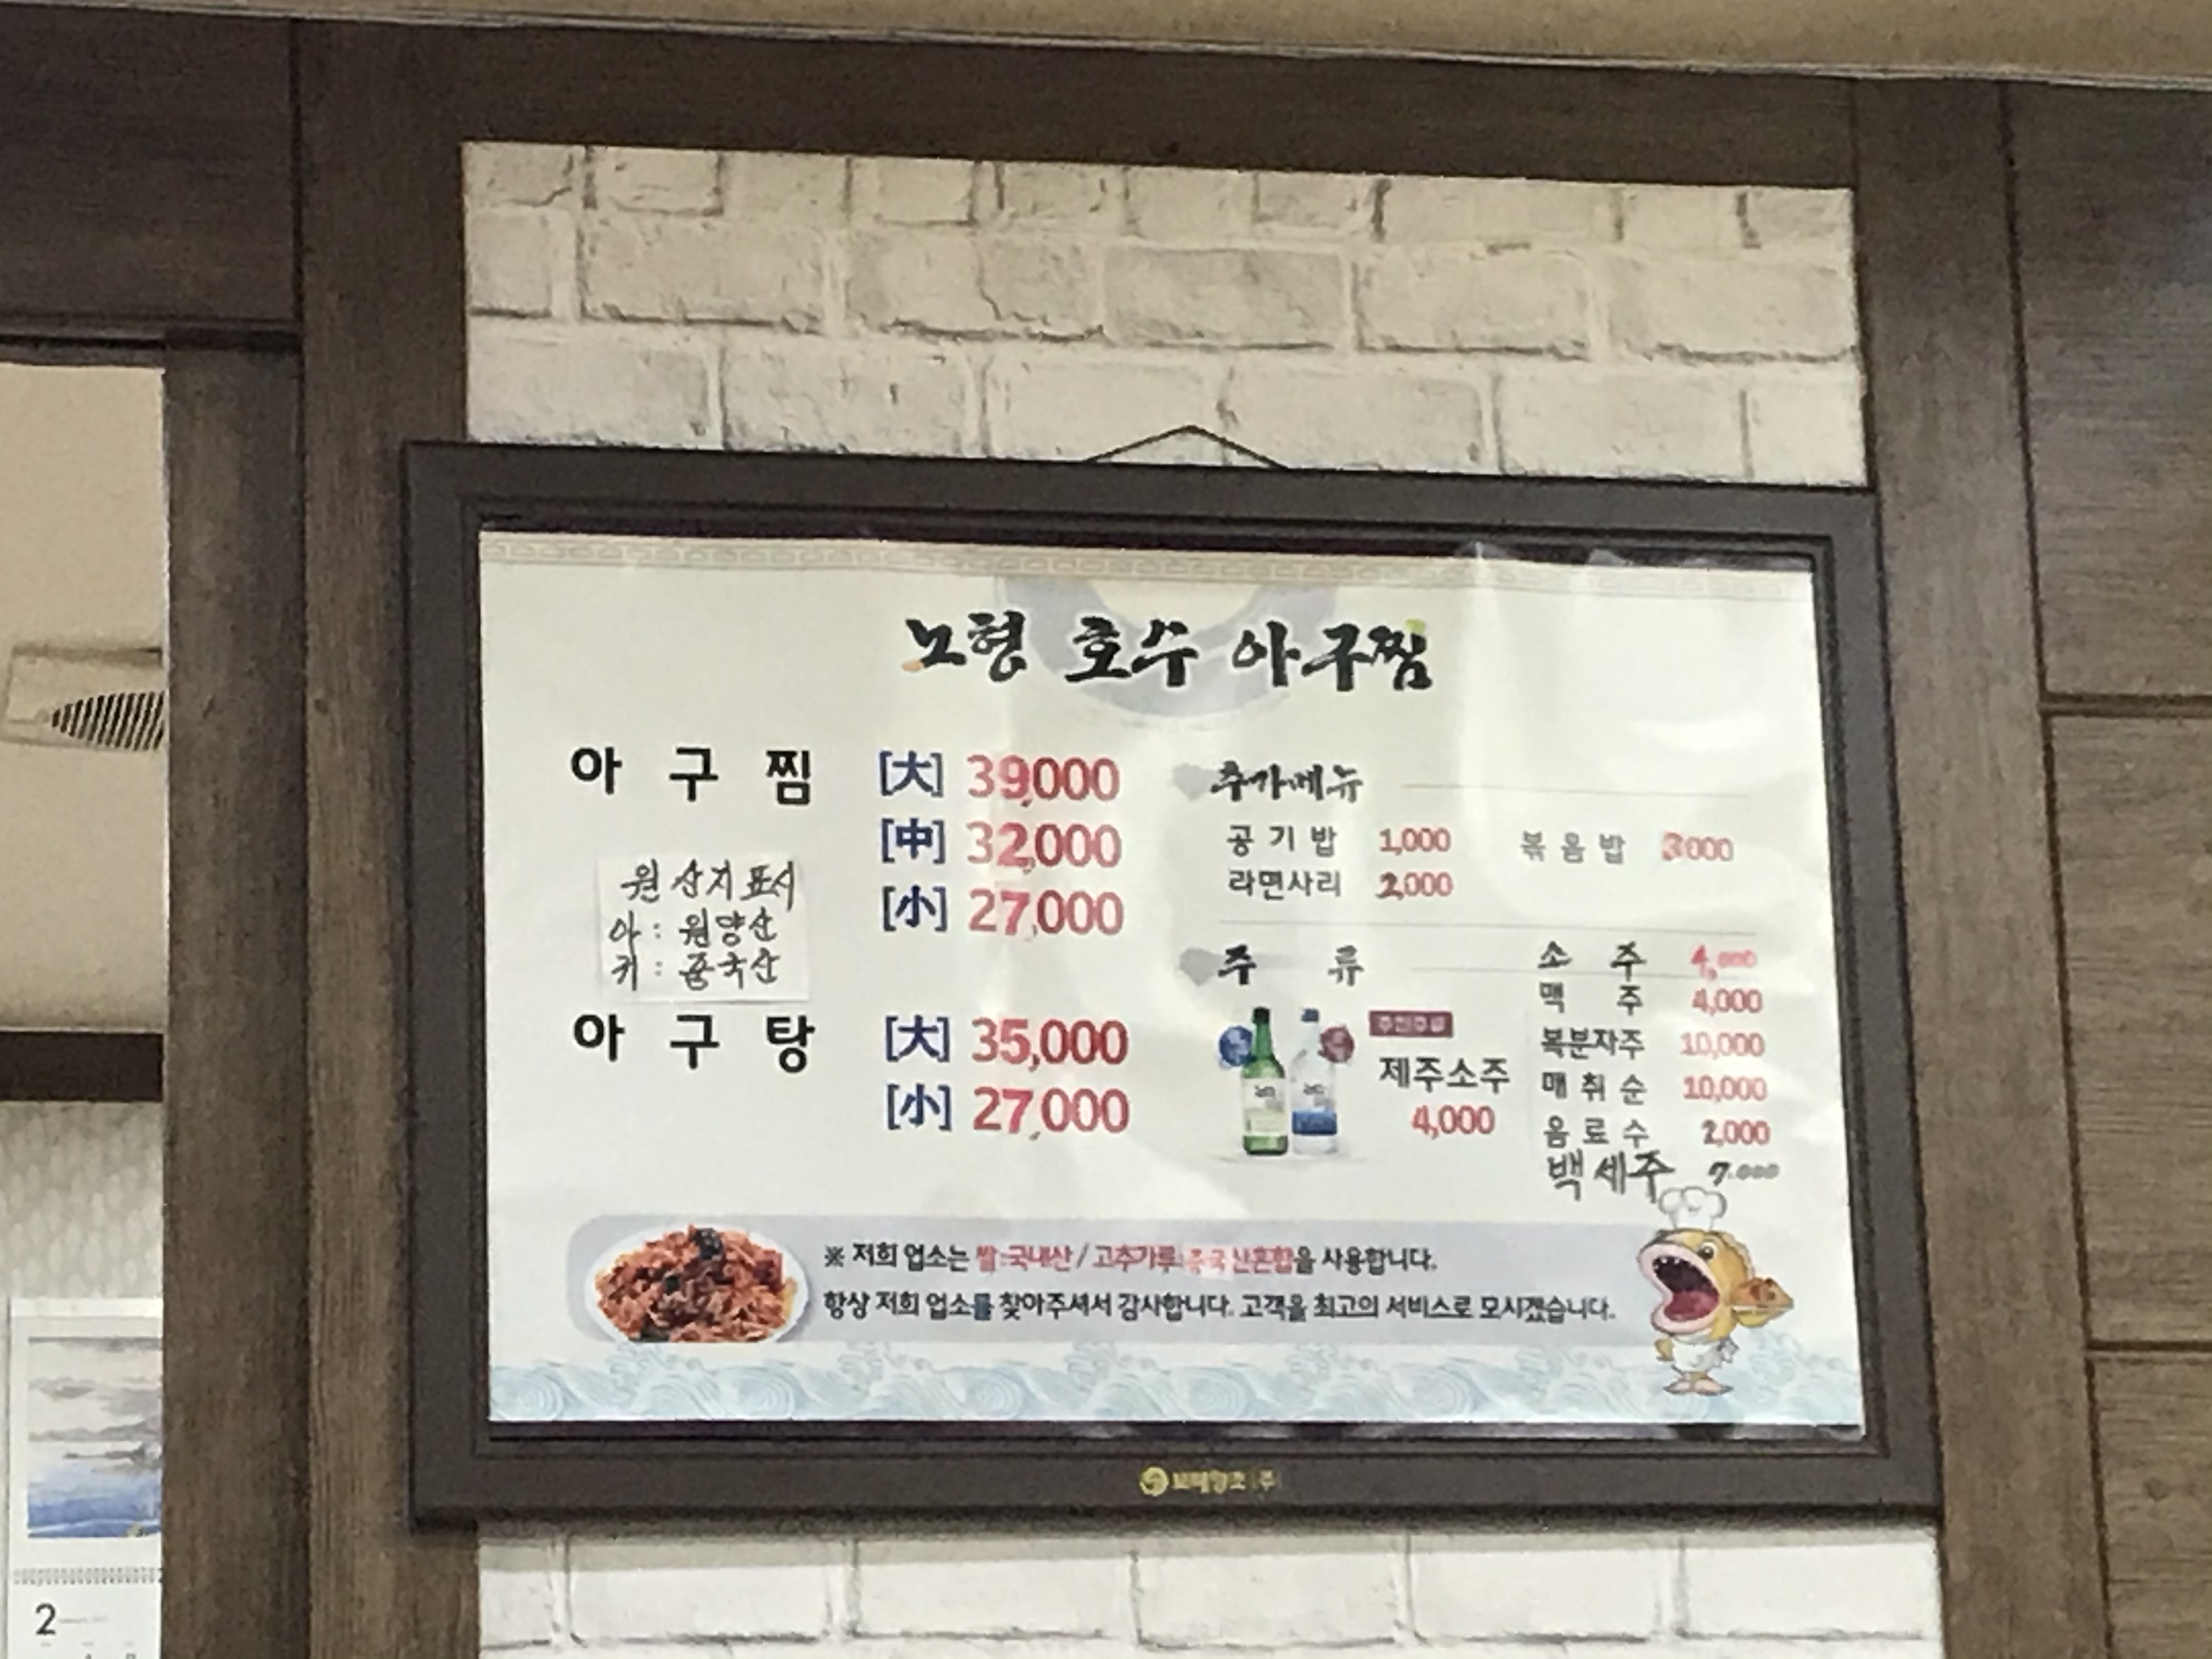 노형 호수 아구찜
아 구 찜 [大] 39,000
[中] 32,000
[小] 27,000
원산지 표시
아 : 원양산
키 : 중국산
아 구 탕 [大] 35,000
[小] 27,000
추가메뉴
공 기 밥 1,000 볶 음 밥 3000
라면사리 2,000
주 류
제주소주
4,000
소 주 4,000
맥 주 4,000
복분자주 10,000
매 취 순 10,000
음 료 수 2,000
백세주 7.000
※ 저희 업소는 쌀:국내산 / 고추가루:중국산혼합을 사용합니다.
항상 저희 업소를 찾아주셔서 감사합니다. 고객을 최고의 서비스로 모시겠습니다.
2